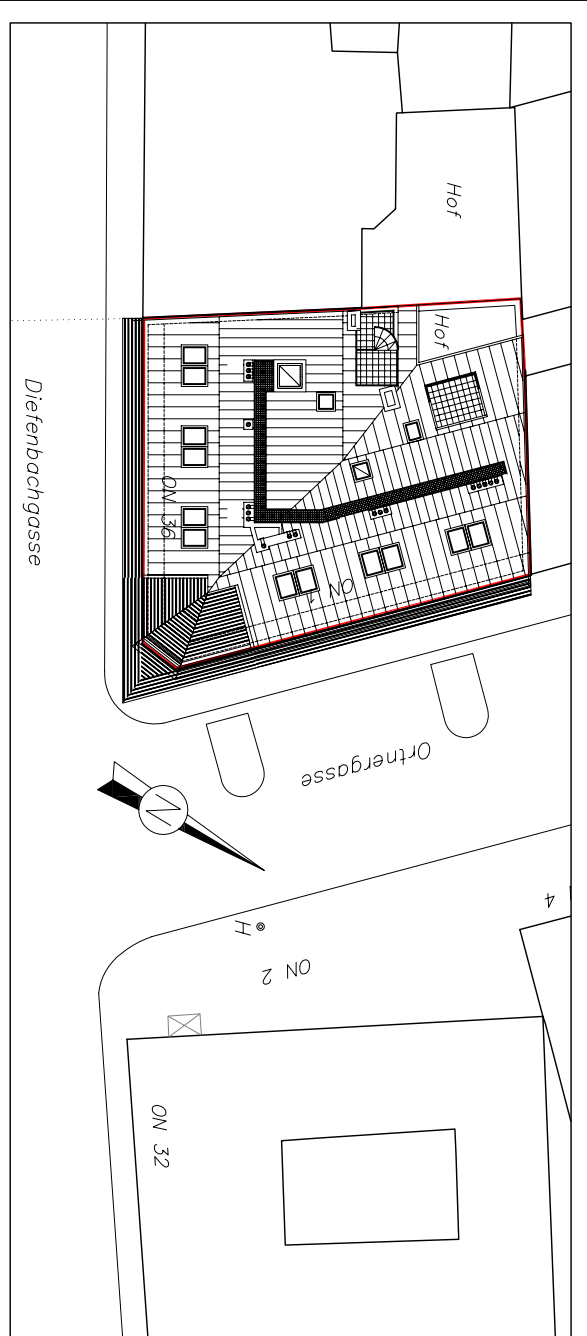 Hof
Hof
Diefenbachgasse
ON 36
ON 1
Ortnergasse
N
H
4
ON 2
ON 32